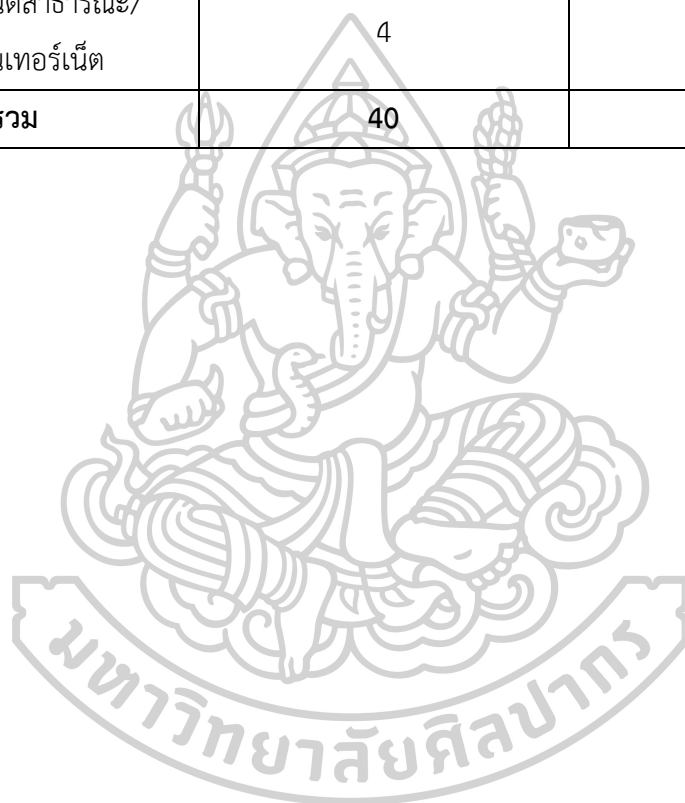 นิดสาธารณะ/
นเทอร์เน็ต
4
รวม 40
มหาวิทยาลัยศิลปากร